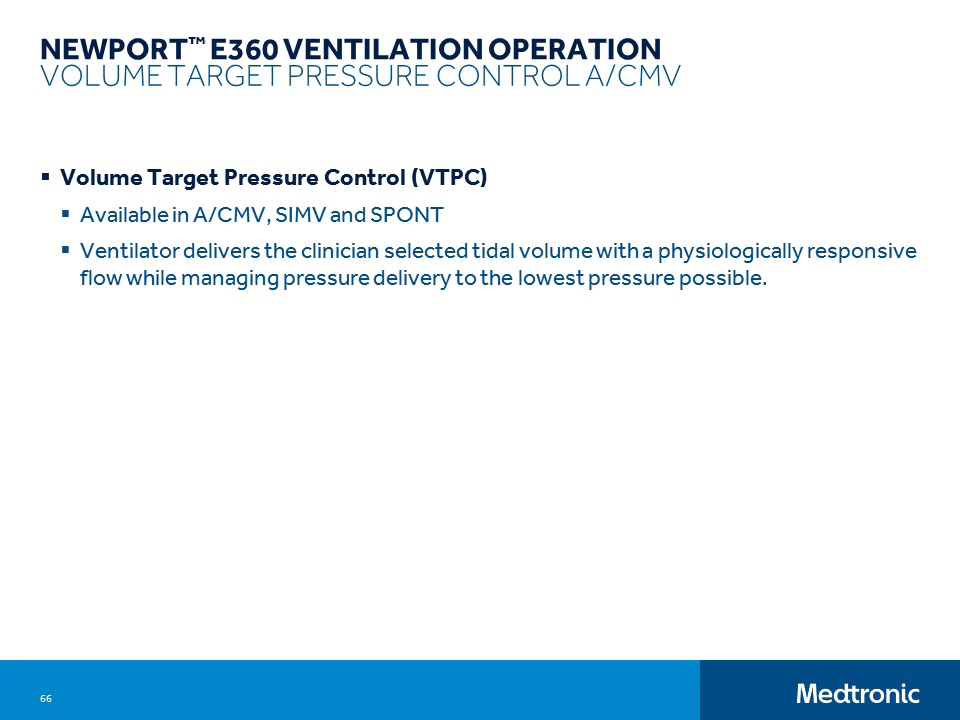 NEWPORT™ E360 VENTILATION OPERATION
VOLUME TARGET PRESSURE CONTROL A/CMV
▪ Volume Target Pressure Control (VTPC)
▪ Available in A/CMV, SIMV and SPONT
▪ Ventilator delivers the clinician selected tidal volume with a physiologically responsive
flow while managing pressure delivery to the lowest pressure possible.
66
Medtronic